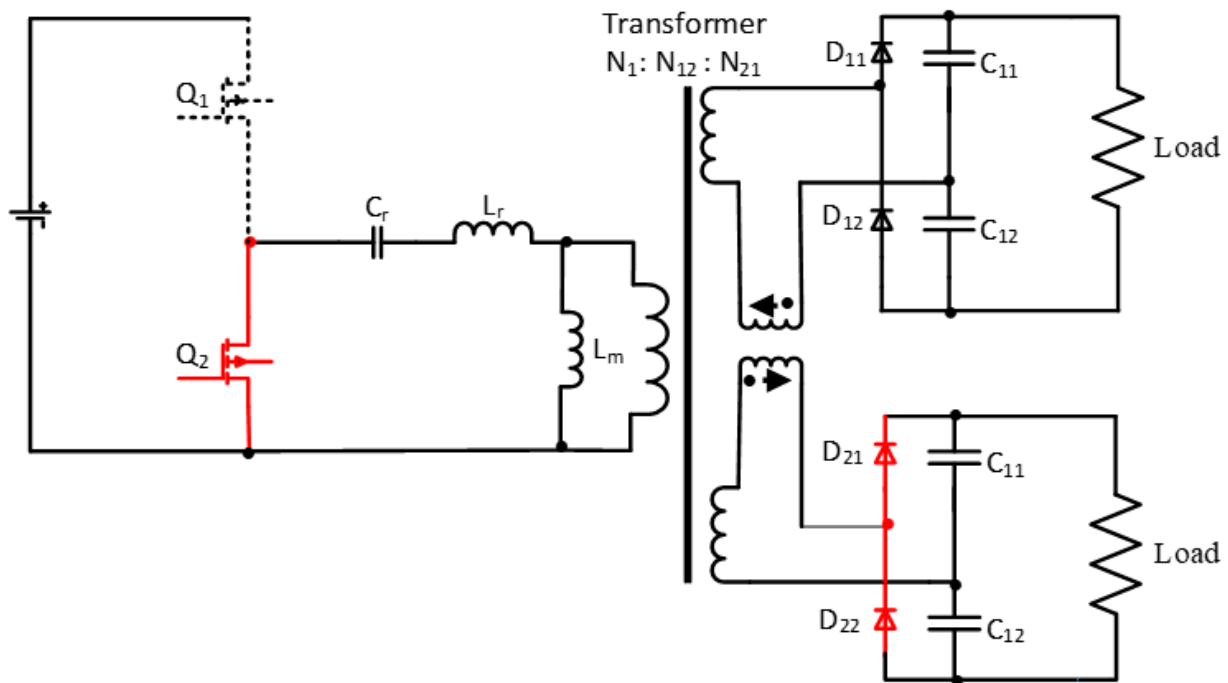 Transformer
N₁: N₁₂ : N₂₁
D₁₁
C₁₁
Q₁
Load
Cᵣ
Lᵣ
D₁₂
C₁₂
Q₂
Lₘ
D₂₁
C₁₁
Load
D₂₂
C₁₂